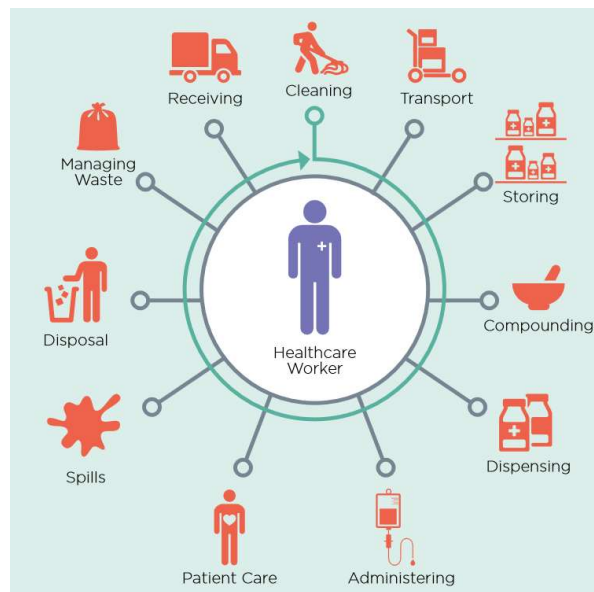 Receiving
Cleaning
Transport
Managing
Waste
Storing
Disposal
Compounding
Healthcare
Worker
Spills
Dispensing
Patient Care
Administering